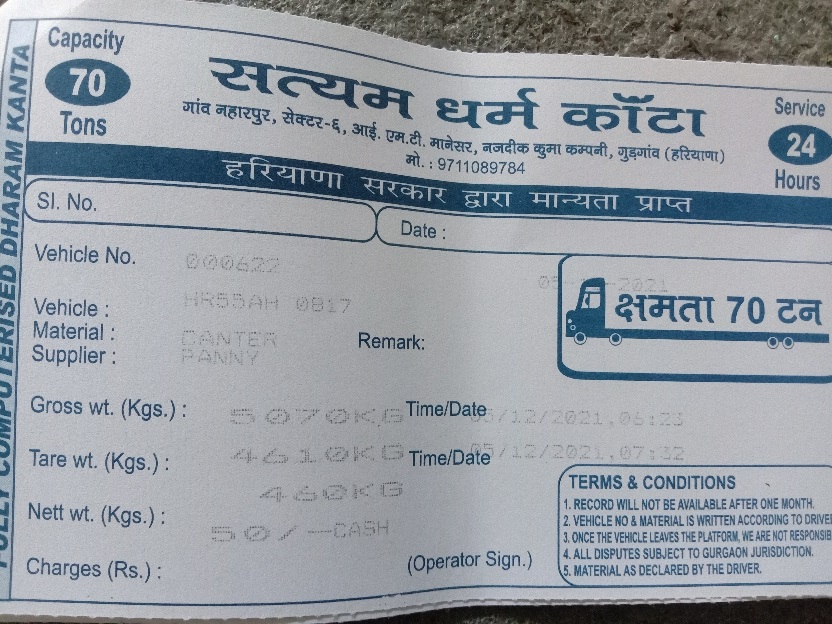 FULLY COMPUTERISED DHARAM KANTA
Capacity
70
Tons
सत्यम धर्म काँटा
गांव नाहारपुर, सेक्टर-६, आई. एम.टी. मानेसर, नजदीक कुमा कम्पनी, गुड़गांव (हरियाणा)
मो. : 9711089784
Service
24
Hours
हरियाणा सरकार द्वारा मान्यता प्राप्त
Sl. No.
Date :
Vehicle No.
000622
2021
Vehicle :
HR55AH 0817
क्षमता 70 टन
Material :
CANTER
Remark:
Supplier :
PANNY
Gross wt. (Kgs.) :
5070KG
Time/Date
05/12/2021,06:23
Tare wt. (Kgs.) :
4610KG
Time/Date
05/12/2021,07:32
460KG
Nett wt. (Kgs.) :
50/-CASH
Charges (Rs.) :
(Operator Sign.)
TERMS & CONDITIONS
1. RECORD WILL NOT BE AVAILABLE AFTER ONE MONTH.
2. VEHICLE NO & MATERIAL IS WRITTEN ACCORDING TO DRIVE
3. ONCE THE VEHICLE LEAVES THE PLATFORM, WE ARE NOT RESPONSIB
4. ALL DISPUTES SUBJECT TO GURGAON JURISDICTION.
5. MATERIAL AS DECLARED BY THE DRIVER.